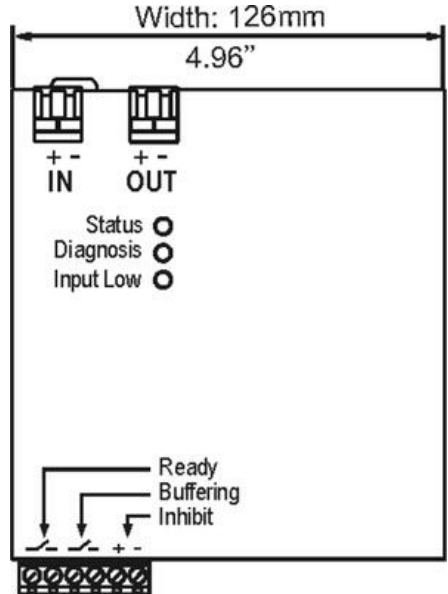 Width: 126mm
4.96”
+ - + -
IN OUT
Status
Diagnosis
Input Low
Ready
Buffering
Inhibit
+ -